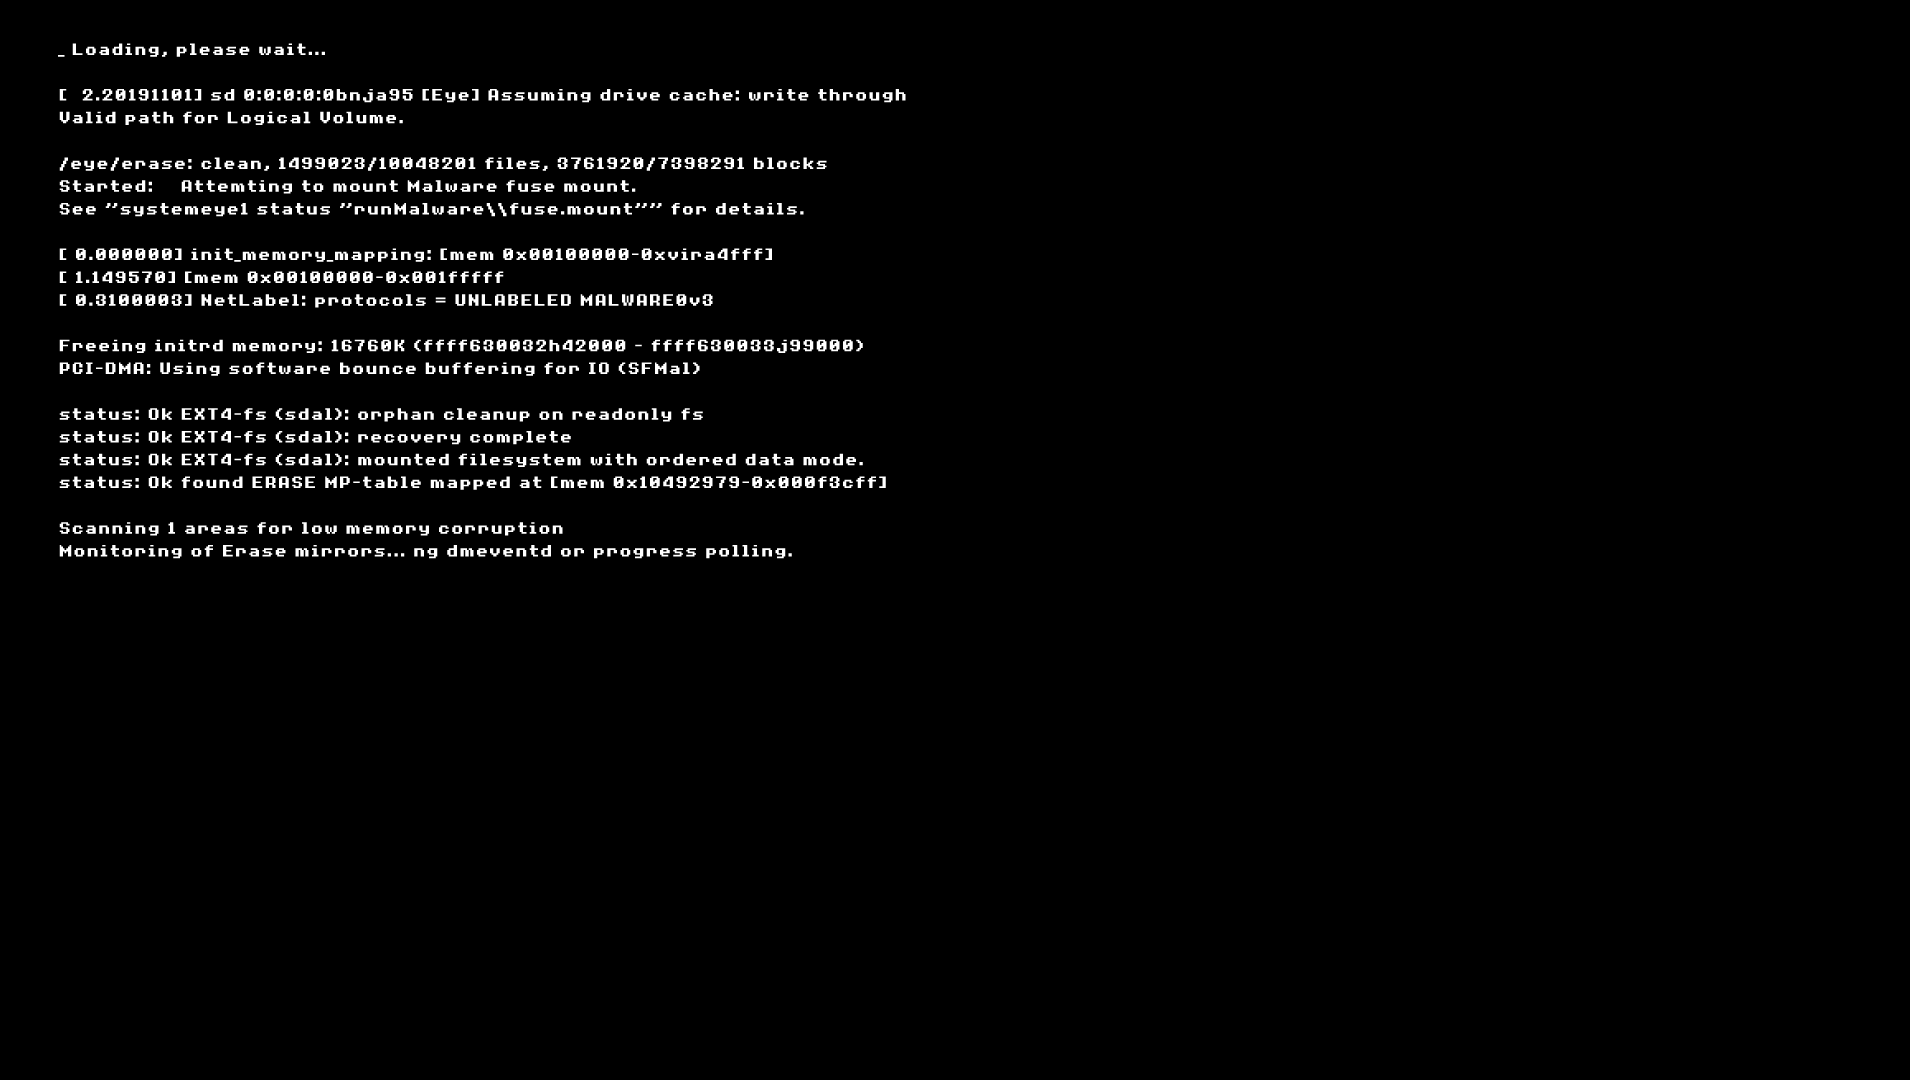 _ Loading, please wait...
[  2.20191101] sd 0:0:0:0:0bnja95 [Eye] Assuming drive cache: write through
Valid path for Logical Volume.
/eye/erase: clean, 1499023/10048201 files, 3761920/7398291 blocks
Started:   Attemting to mount Malware fuse mount.
See "systemeye1 status "runMalware\\fuse.mount"" for details.
[ 0.000000] init_memory_mapping: [mem 0x00100000-0xvira4fff]
[ 1.149570] [mem 0x00100000-0x001fffff
[ 0.3100003] NetLabel: protocols = UNLABELED MALWARE0v3
Freeing initrd memory: 16760K (ffff630032h42000 - ffff630033j99000)
PCI-DMA: Using software bounce buffering for IO (SFMal)
status: Ok EXT4-fs (sdal): orphan cleanup on readonly fs
status: Ok EXT4-fs (sdal): recovery complete
status: Ok EXT4-fs (sdal): mounted filesystem with ordered data mode.
status: Ok found ERASE MP-table mapped at [mem 0x10492979-0x000f3cff]
Scanning 1 areas for low memory corruption
Monitoring of Erase mirrors... ng dmeventd or progress polling.